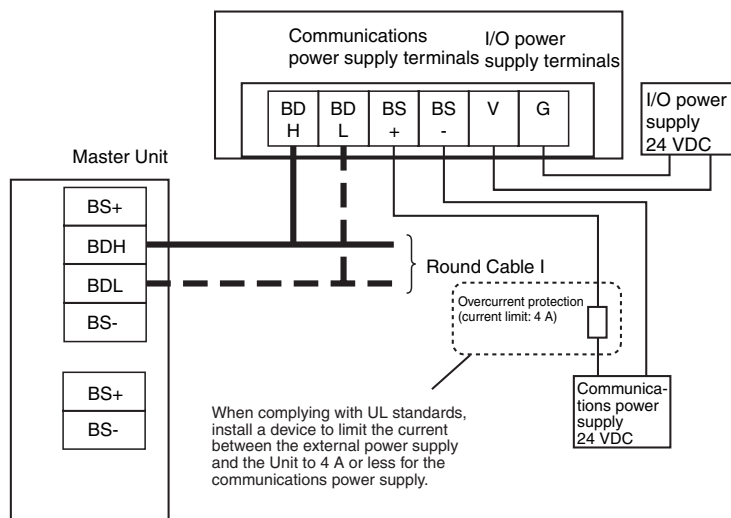 Communications
power supply terminals
I/O power
supply terminals
BD
H
BD
L
BS
+
BS
-
V
G
I/O power
supply
24 VDC
Master Unit
BS+
BDH
BDL
BS-
BS+
BS-
Round Cable I
Overcurrent protection
(current limit: 4 A)
Communica-
tions power
supply
24 VDC
When complying with UL standards,
install a device to limit the current
between the external power supply
and the Unit to 4 A or less for the
communications power supply.